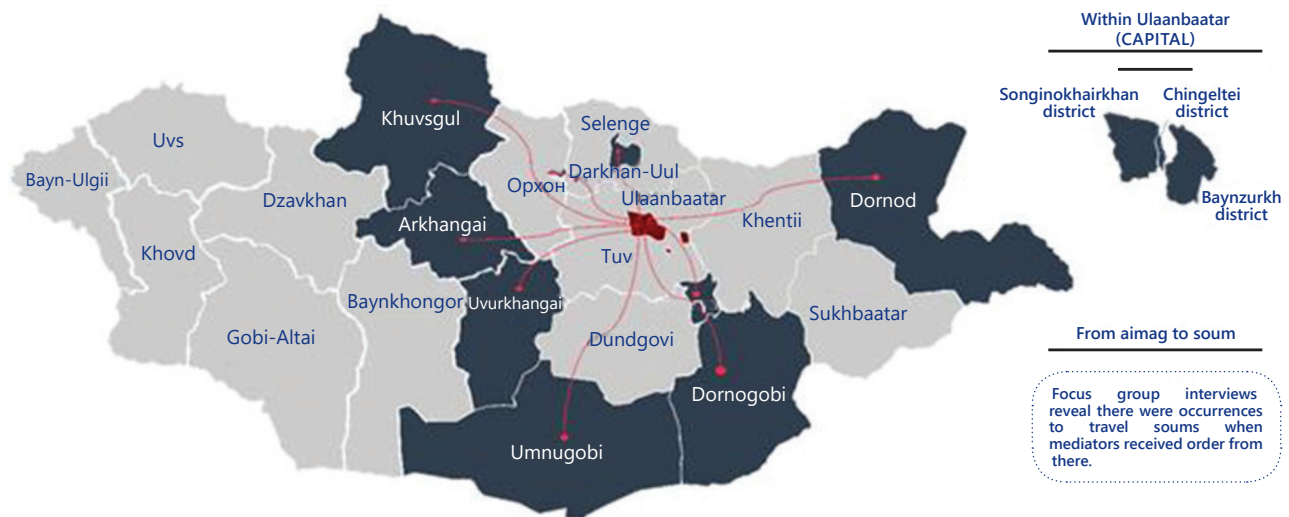 Within Ulaanbaatar
(CAPITAL)
Songinokhairkhan
district
Chingeltei
district
Baynzurkh
district
Khuvsgul
Selenge
Uvs
Bayn-Ulgii
Darkhan-Uul
Орхон
Dzavkhan
Ulaanbaatar
Dornod
Arkhangai
Khentii
Khovd
Tuv
Baynkhongor
Uvurkhangai
Sukhbaatar
Gobi-Altai
Dundgovi
Dornogobi
Umnugobi
From aimag to soum
Focus group interviews
reveal there were occurrences
to travel soums when
mediators received order from
there.